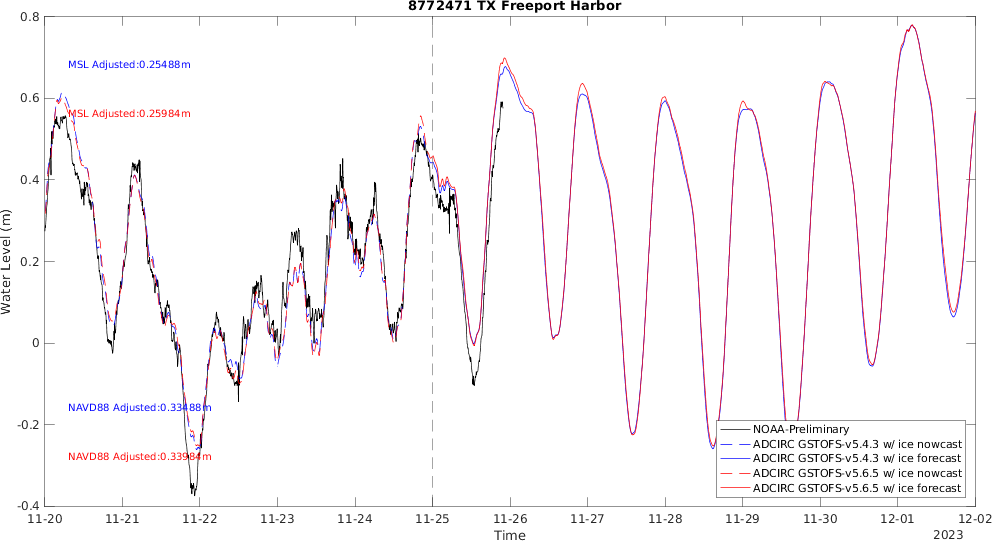 8772471 TX Freeport Harbor
0.8
0.6
0.4
0.2
0
-0.2
-0.4
Water Level (m)
MSL Adjusted:0.25488m
MSL Adjusted:0.25984m
NAVD88 Adjusted:0.33488m
NAVD88 Adjusted:0.33984m
NOAA-Preliminary
ADCIRC GSTOFS-v5.4.3 w/ ice nowcast
ADCIRC GSTOFS-v5.4.3 w/ ice forecast
ADCIRC GSTOFS-v5.6.5 w/ ice nowcast
ADCIRC GSTOFS-v5.6.5 w/ ice forecast
11-20 11-21 11-22 11-23 11-24 11-25 11-26 11-27 11-28 11-29 11-30 12-01 12-02
Time
2023